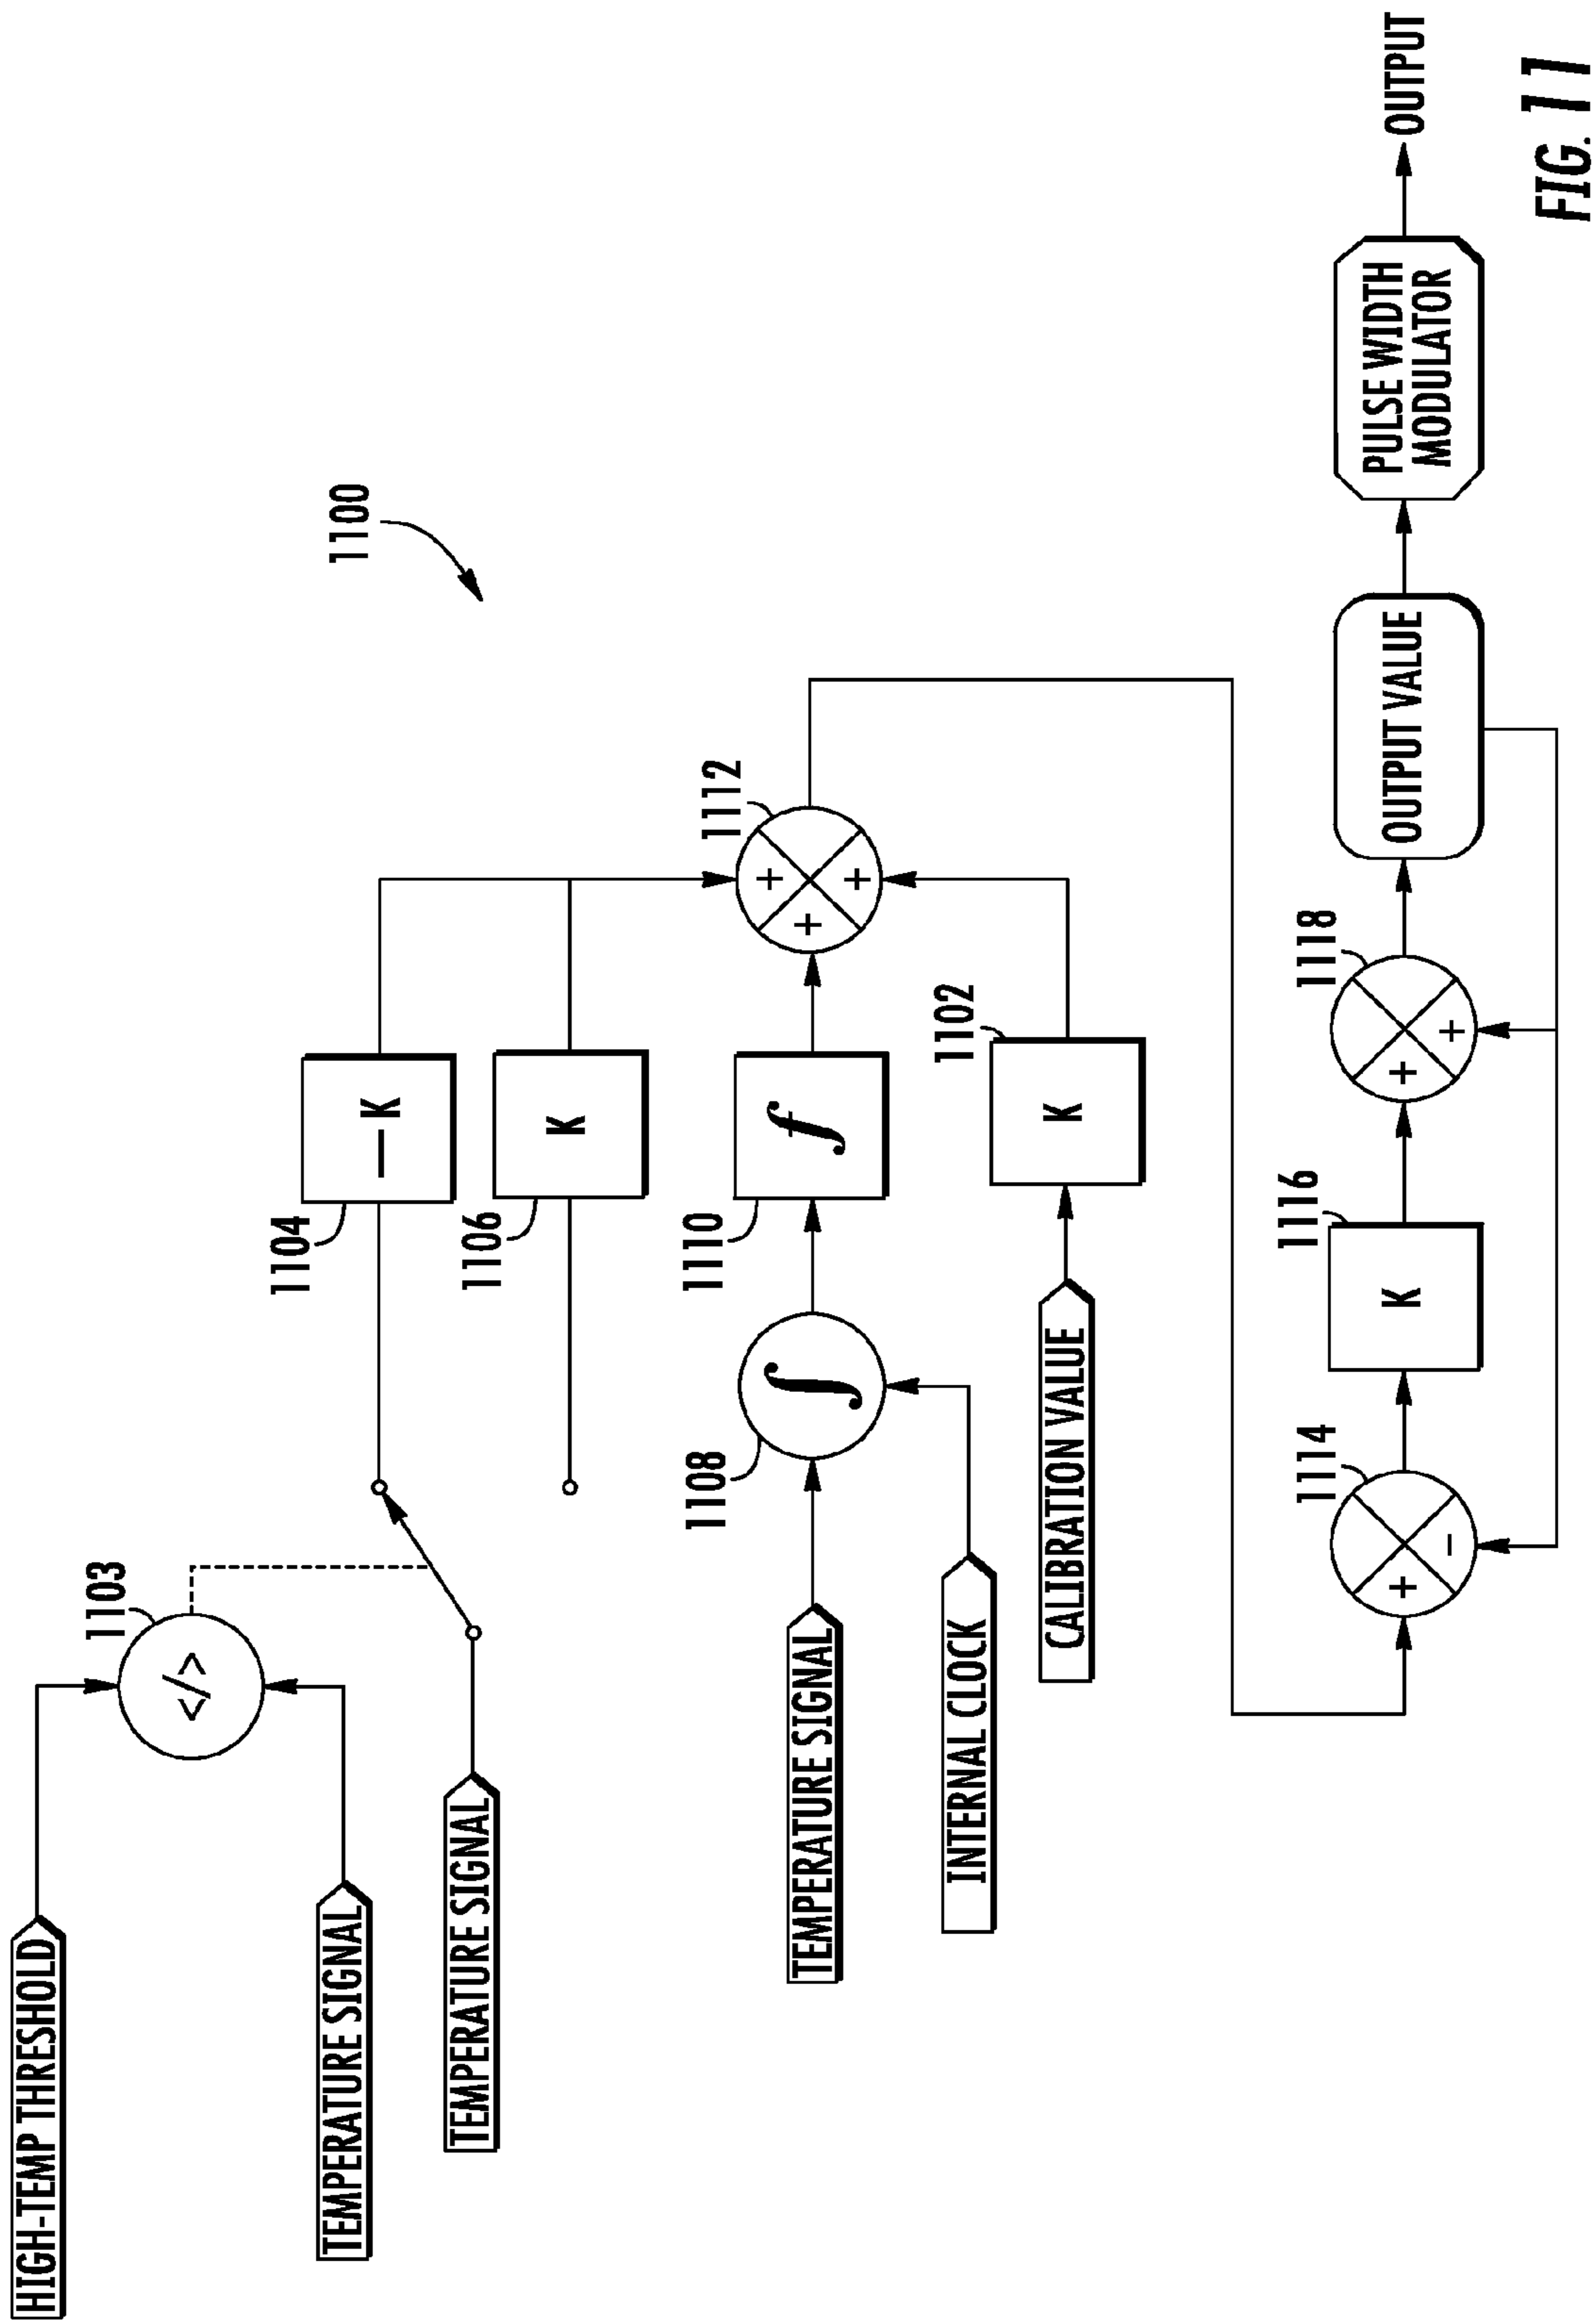 HIGH-TEMP THRESHOLD
TEMPERATURE SIGNAL
1103
</>
TEMPERATURE SIGNAL
1104
—K
1106
K
1100
TEMPERATURE SIGNAL
1108
∫
1110
f
1112
+
+
+
INTERNAL CLOCK
CALIBRATION VALUE
1102
K
1114
+
−
1116
K
1118
+
+
OUTPUT VALUE
PULSE WIDTH
MODULATOR
OUTPUT
FIG. 11